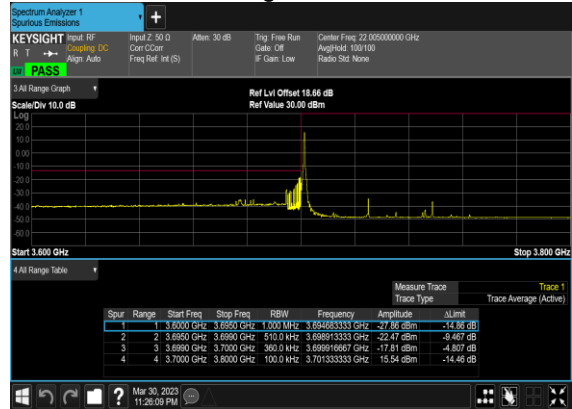 Spectrum Analyzer 1
Spurious Emissions
+
KEYSIGHT Input: RF Input Z: 50 Ω Atten: 30 dB Trig: Free Run Center Freq: 22.005000000 GHz
R T Coupling: DC Corr CCorr Gate: Off Avg|Hold: 100/100
Align: Auto Freq Ref: Int (S) IF Gain: Low Radio Std: None
PASS
3 All Range Graph Ref Lvl Offset 18.66 dB
Scale/Div 10.0 dB Ref Value 30.00 dBm
Log
20.0
10.0
0.00
-10.0
-20.0
-30.0
-40.0
-50.0
-60.0
Start 3.600 GHz Stop 3.800 GHz
4 All Range Table
Measure Trace Trace 1
Trace Type Trace Average (Active)
Spur Range Start Freq Stop Freq RBW Frequency Amplitude ΔLimit
1 1 3.6000 GHz 3.6950 GHz 1.000 MHz 3.694683333 GHz -27.86 dBm -14.86 dB
2 2 3.6950 GHz 3.6990 GHz 510.0 kHz 3.698913333 GHz -22.47 dBm -9.467 dB
3 3 3.6990 GHz 3.7000 GHz 360.0 kHz 3.699916667 GHz -17.81 dBm -4.807 dB
4 4 3.7000 GHz 3.8000 GHz 100.0 kHz 3.701333333 GHz 15.54 dBm -14.46 dB
? Mar 30, 2023
11:26:09 PM